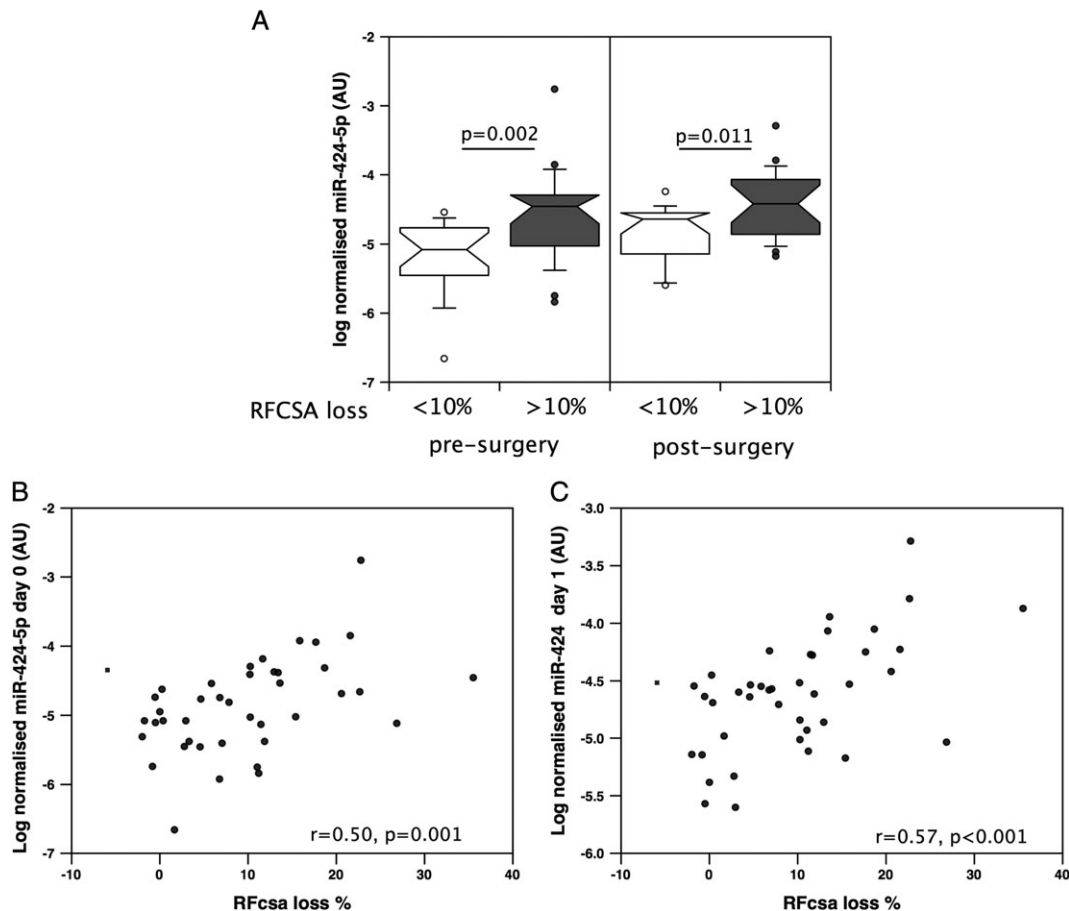 A
log normalised miR-424-5p (AU)
-2
-3
-4
-5
-6
-7
p=0.002
p=0.011
RFCSA loss <10% >10% <10% >10%
pre-surgery post-surgery
B
Log normalised miR-424-5p day 0 (AU)
-2
-3
-4
-5
-6
-7
r=0.50, p=0.001
-10 0 10 20 30 40
RFcsa loss %
C
Log normalised miR-424 day 1 (AU)
-3.0
-3.5
-4.0
-4.5
-5.0
-5.5
-6.0
r=0.57, p<0.001
-10 0 10 20 30 40
RFcsa loss %